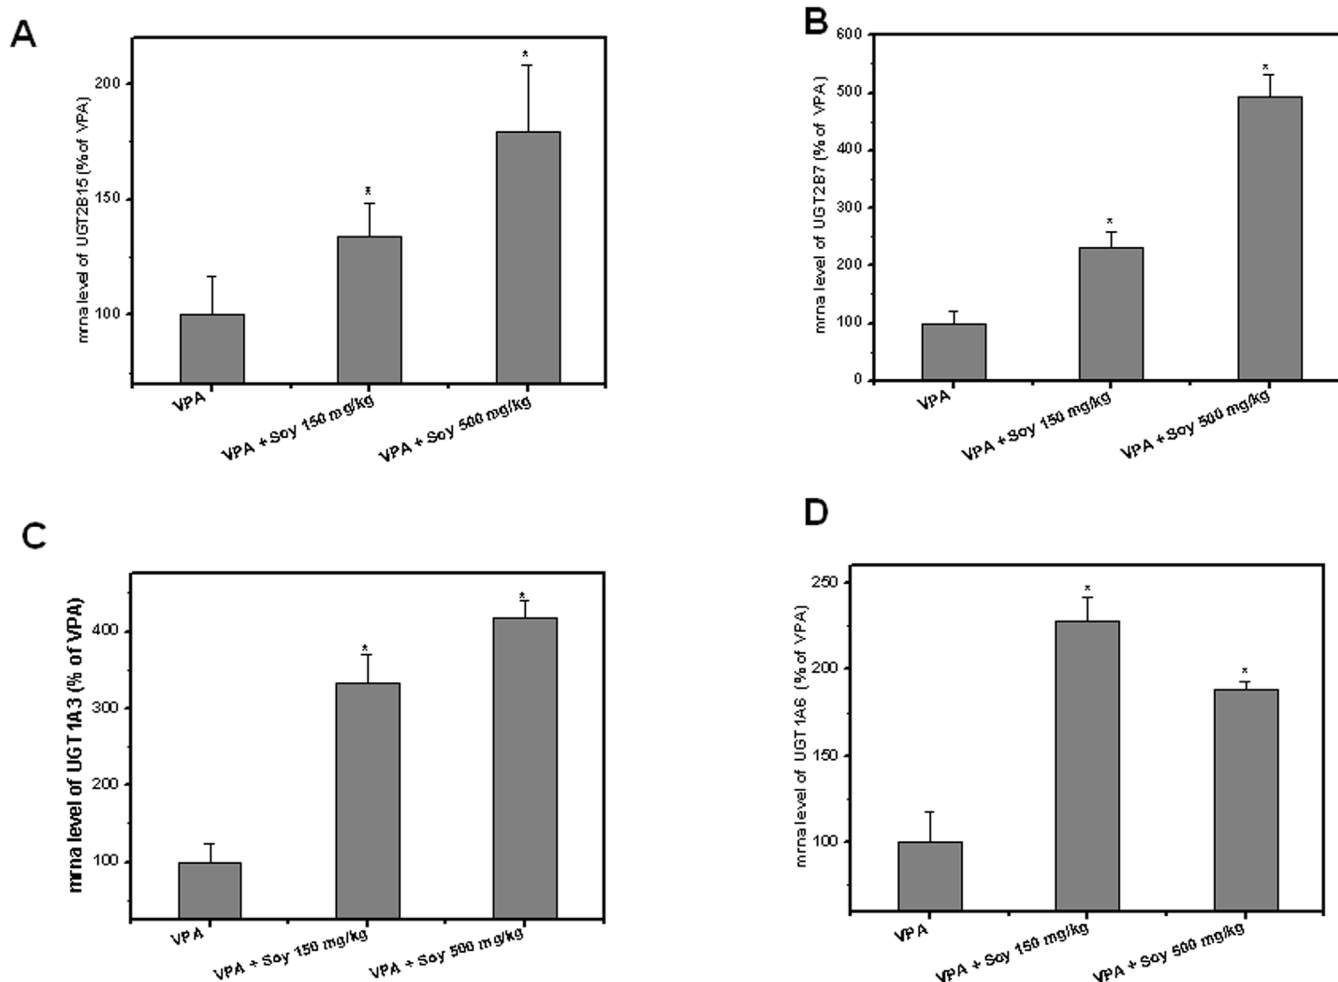 A
mrna level of UGT2B15 (% of VPA)
200
150
100
*
*
VPA
VPA + Soy 150 mg/kg
VPA + Soy 500 mg/kg
B
mrna level of UGT2B7 (% of VPA)
600
500
400
300
200
100
0
*
*
VPA
VPA + Soy 150 mg/kg
VPA + Soy 500 mg/kg
C
mrna level of UGT1A3 (% of VPA)
400
300
200
100
*
*
VPA
VPA + Soy 150 mg/kg
VPA + Soy 500 mg/kg
D
mrna level of UGT1A6 (% of VPA)
250
200
150
100
*
*
VPA
VPA + Soy 150 mg/kg
VPA + Soy 500 mg/kg